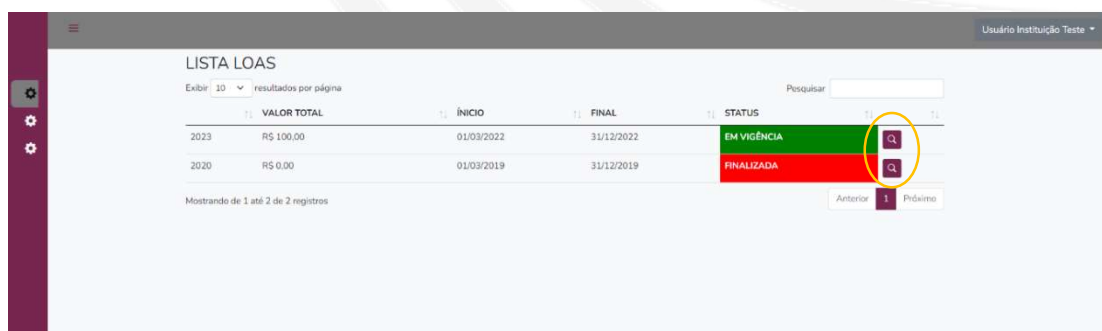 Usuário Instituição Teste
LISTA LOAS
Exibir 10 resultados por página
Pesquisar
VALOR TOTAL ÍNICIO FINAL STATUS
2023 R$ 100,00 01/03/2022 31/12/2022 EM VIGÊNCIA
2020 R$ 0,00 01/03/2019 31/12/2019 FINALIZADA
Mostrando de 1 até 2 de 2 registros
Anterior 1 Próximo